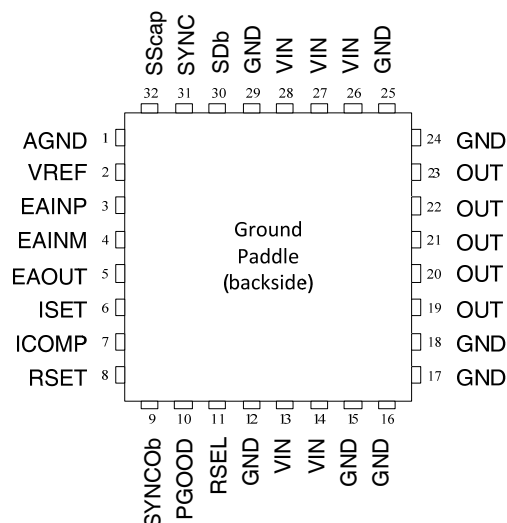 SScap SYNC SDb GND VIN VIN VIN GND
32 31 30 29 28 27 26 25
AGND 1
VREF 2
EAINP 3
EAINM 4
EAOUT 5
ISET 6
ICOMP 7
RSET 8
Ground
Paddle
(backside)
24 GND
23 OUT
22 OUT
21 OUT
20 OUT
19 OUT
18 GND
17 GND
9 10 11 12 13 14 15 16
SYNCOb PGOOD RSEL GND VIN VIN GND GND